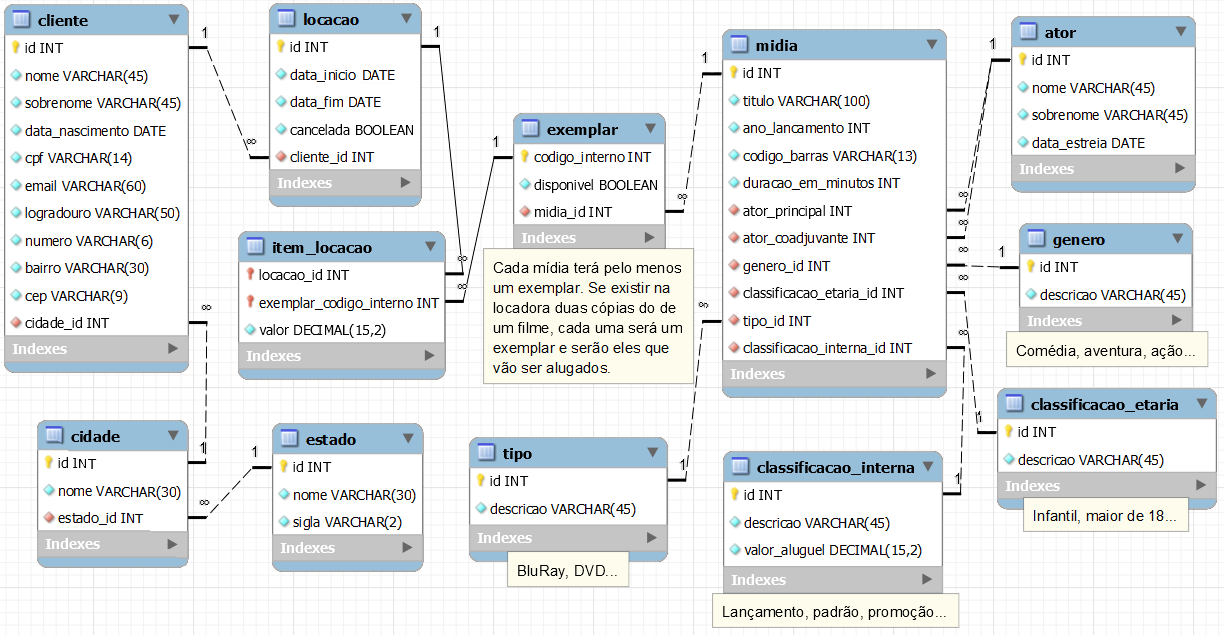 cliente
id INT
nome VARCHAR(45)
sobrenome VARCHAR(45)
data_nascimento DATE
cpf VARCHAR(14)
email VARCHAR(60)
logradouro VARCHAR(50)
numero VARCHAR(6)
bairro VARCHAR(30)
cep VARCHAR(9)
cidade_id INT
Indexes
1
∞
∞
1
locacao
id INT
data_inicio DATE
data_fim DATE
cancelada BOOLEAN
cliente_id INT
Indexes
1
∞
item_locacao
locacao_id INT
exemplar_codigo_interno INT
valor DECIMAL(15,2)
Indexes
∞
1
exemplar
codigo_interno INT
disponivel BOOLEAN
midia_id INT
Indexes
∞
1
Cada mídia terá pelo menos
um exemplar. Se existir na
locadora duas cópias do de
um filme, cada uma será um
exemplar e serão eles que
vão ser alugados.
midia
id INT
titulo VARCHAR(100)
ano_lancamento INT
codigo_barras VARCHAR(13)
duracao_em_minutos INT
ator_principal INT
ator_coadjuvante INT
genero_id INT
classificacao_etaria_id INT
tipo_id INT
classificacao_interna_id INT
Indexes
∞
∞
∞
∞
∞
∞
1
ator
id INT
nome VARCHAR(45)
sobrenome VARCHAR(45)
data_estreia DATE
Indexes
1
genero
id INT
descricao VARCHAR(45)
Indexes
Comédia, aventura, ação...
1
classificacao_etaria
id INT
descricao VARCHAR(45)
Indexes
Infantil, maior de 18...
cidade
id INT
nome VARCHAR(30)
estado_id INT
Indexes
∞
1
estado
id INT
nome VARCHAR(30)
sigla VARCHAR(2)
Indexes
tipo
id INT
descricao VARCHAR(45)
Indexes
1
BluRay, DVD...
classificacao_interna
id INT
descricao VARCHAR(45)
valor_aluguel DECIMAL(15,2)
Indexes
1
Lançamento, padrão, promoção...